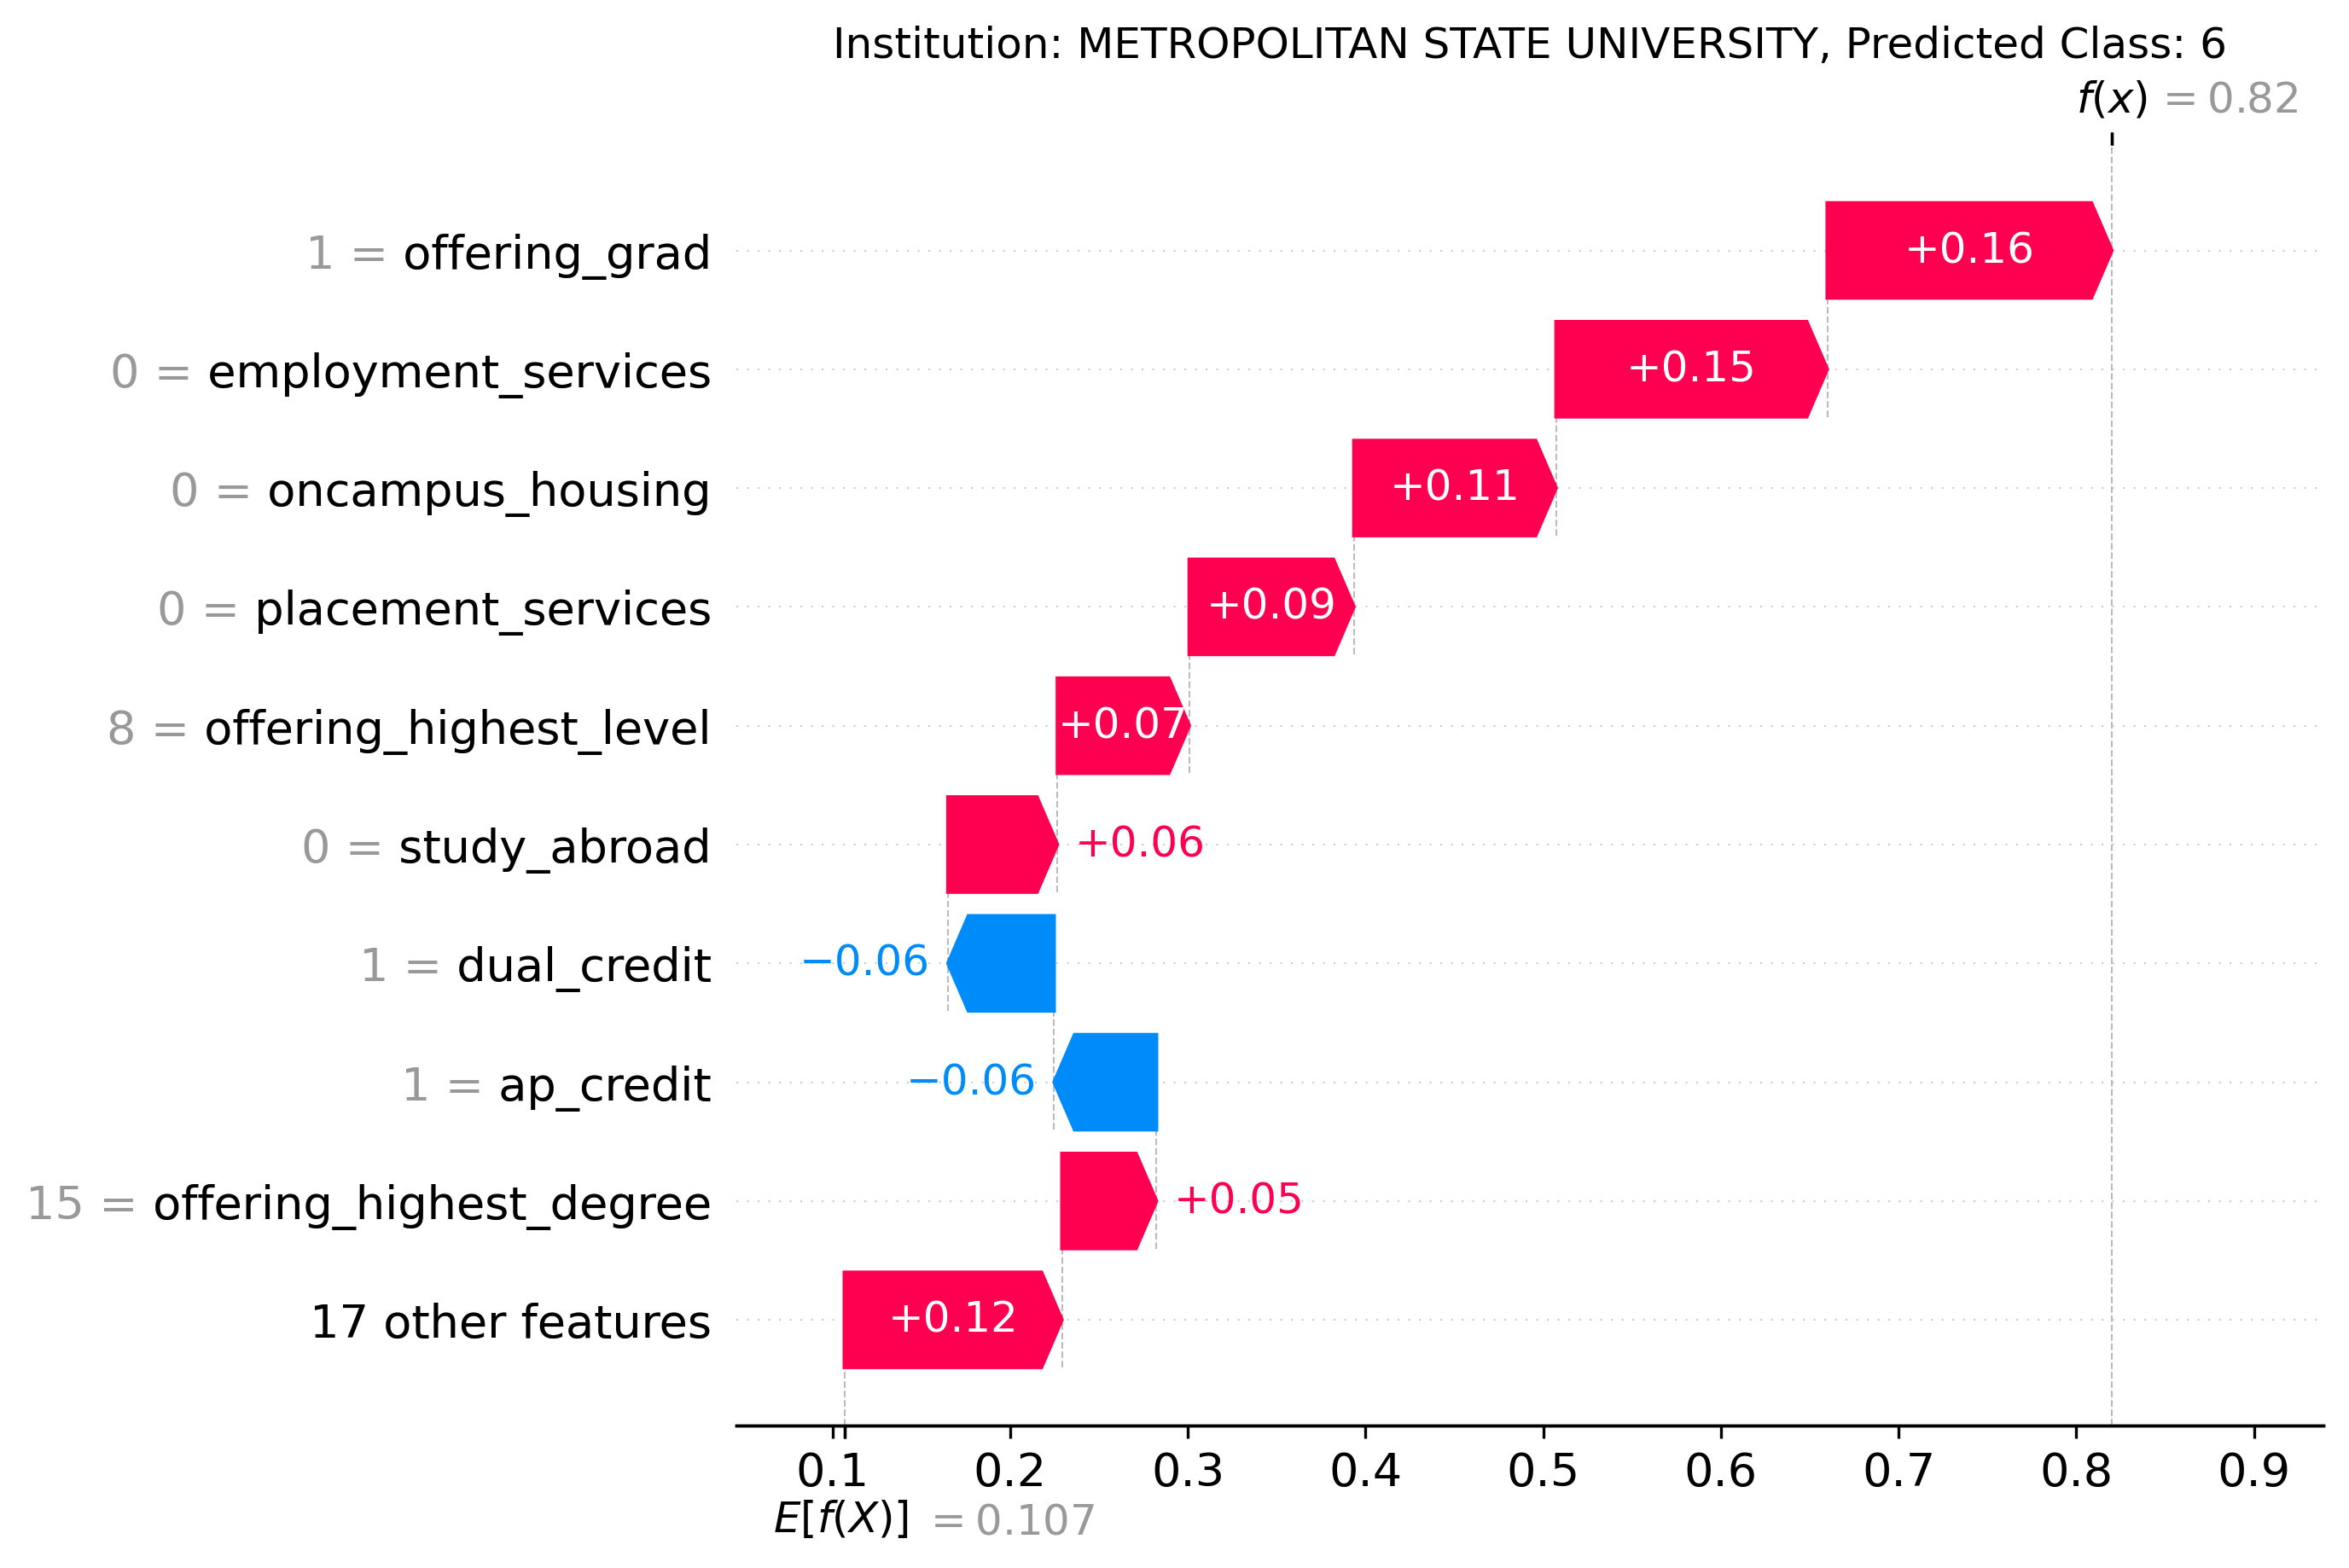 Institution: METROPOLITAN STATE UNIVERSITY, Predicted Class: 6
f(x) = 0.82
1 = offering_grad +0.16
0 = employment_services +0.15
0 = oncampus_housing +0.11
0 = placement_services +0.09
8 = offering_highest_level +0.07
0 = study_abroad +0.06
1 = dual_credit −0.06
1 = ap_credit −0.06
15 = offering_highest_degree +0.05
17 other features +0.12
0.1 0.2 0.3 0.4 0.5 0.6 0.7 0.8 0.9
E[f(X)] = 0.107